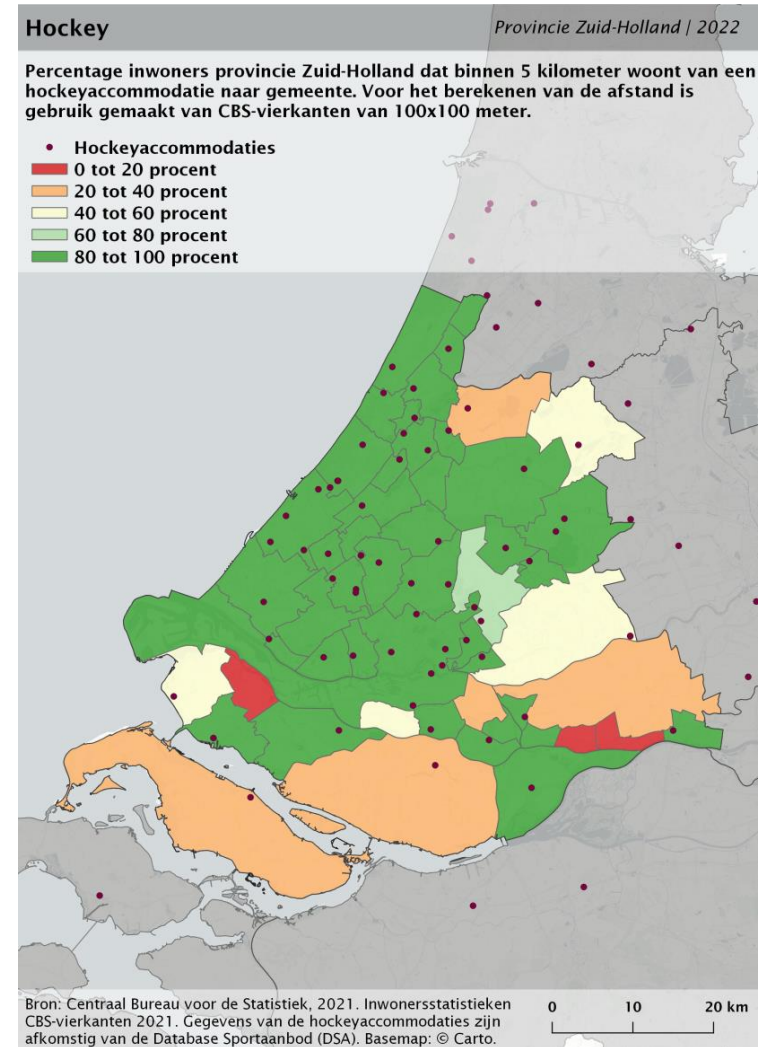 Hockey
Provincie Zuid-Holland | 2022
Percentage inwoners provincie Zuid-Holland dat binnen 5 kilometer woont van een
hockeyaccommodatie naar gemeente. Voor het berekenen van de afstand is
gebruik gemaakt van CBS-vierkanten van 100x100 meter.
Hockeyaccommodaties
0 tot 20 procent
20 tot 40 procent
40 tot 60 procent
60 tot 80 procent
80 tot 100 procent
Bron: Centraal Bureau voor de Statistiek, 2021. Inwonersstatistieken
CBS-vierkanten 2021. Gegevens van de hockeyaccommodaties zijn
afkomstig van de Database Sportaanbod (DSA). Basemap: © Carto.
0 10 20 km